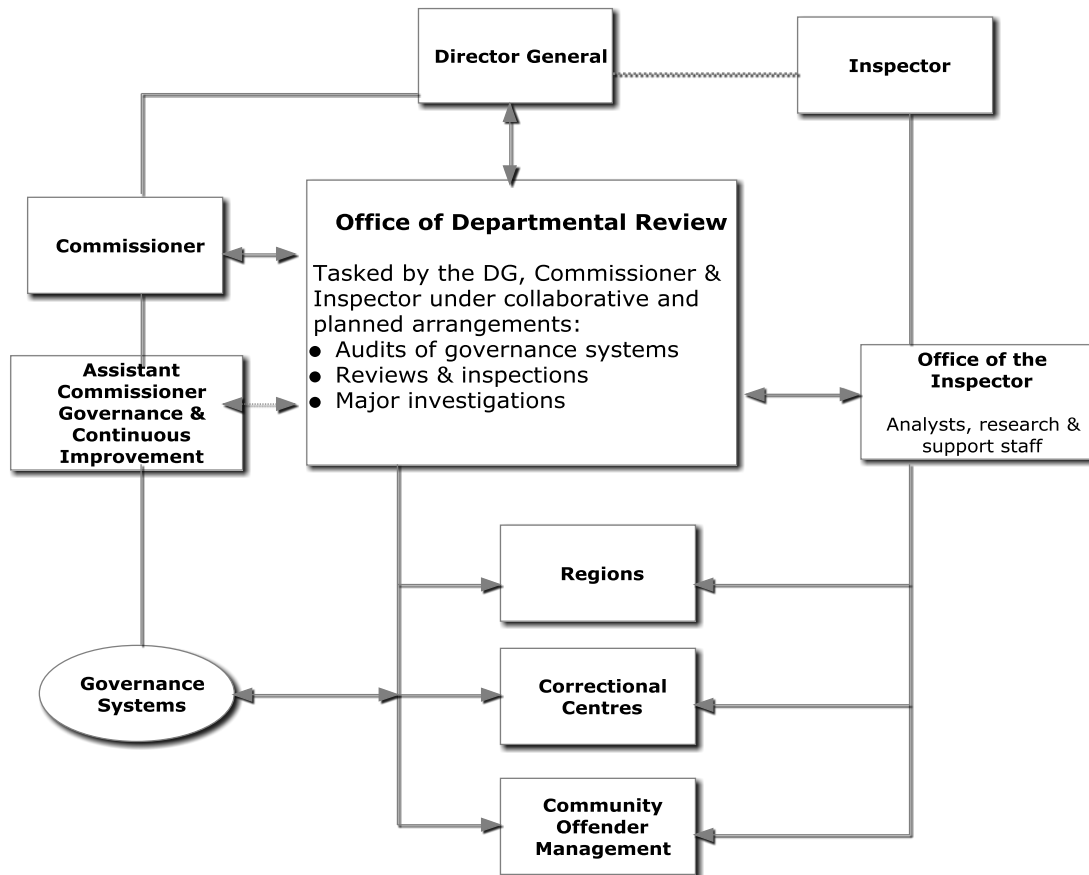 Director General
Inspector
Commissioner
Office of Departmental Review
Tasked by the DG, Commissioner &
Inspector under collaborative and
planned arrangements:
● Audits of governance systems
● Reviews & inspections
● Major investigations
Assistant
Commissioner
Governance &
Continuous
Improvement
Office of the
Inspector
Analysts, research &
support staff
Regions
Governance
Systems
Correctional
Centres
Community
Offender
Management